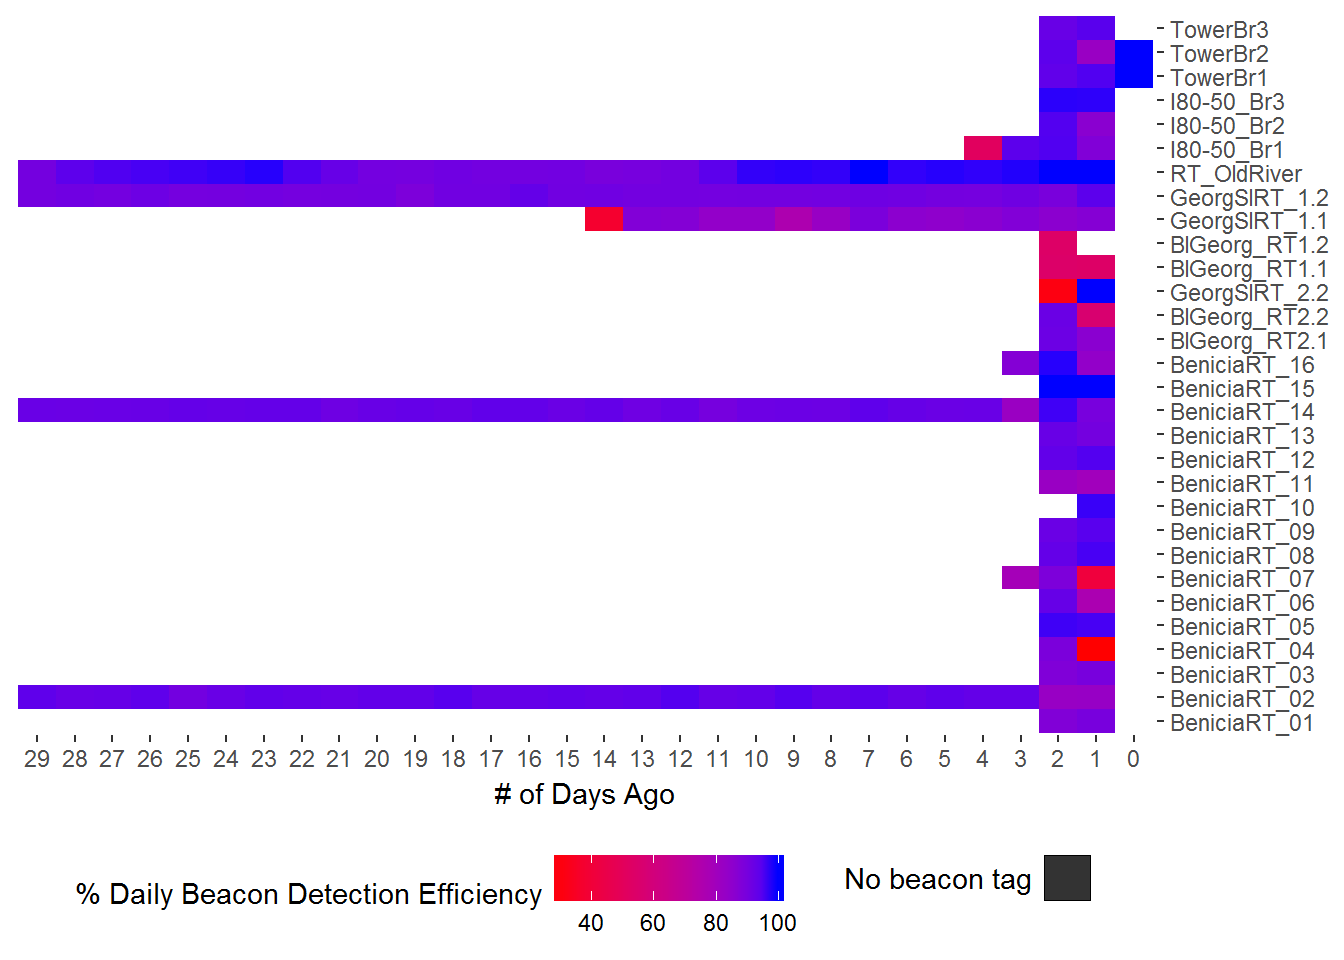 TowerBr3
TowerBr2
TowerBr1
I80-50_Br3
I80-50_Br2
I80-50_Br1
RT_OldRiver
GeorgSlRT_1.2
GeorgSlRT_1.1
BlGeorg_RT1.2
BlGeorg_RT1.1
GeorgSlRT_2.2
BlGeorg_RT2.2
BlGeorg_RT2.1
BeniciaRT_16
BeniciaRT_15
BeniciaRT_14
BeniciaRT_13
BeniciaRT_12
BeniciaRT_11
BeniciaRT_10
BeniciaRT_09
BeniciaRT_08
BeniciaRT_07
BeniciaRT_06
BeniciaRT_05
BeniciaRT_04
BeniciaRT_03
BeniciaRT_02
BeniciaRT_01
29 28 27 26 25 24 23 22 21 20 19 18 17 16 15 14 13 12 11 10 9 8 7 6 5 4 3 2 1 0
# of Days Ago
% Daily Beacon Detection Efficiency
40 60 80 100
No beacon tag